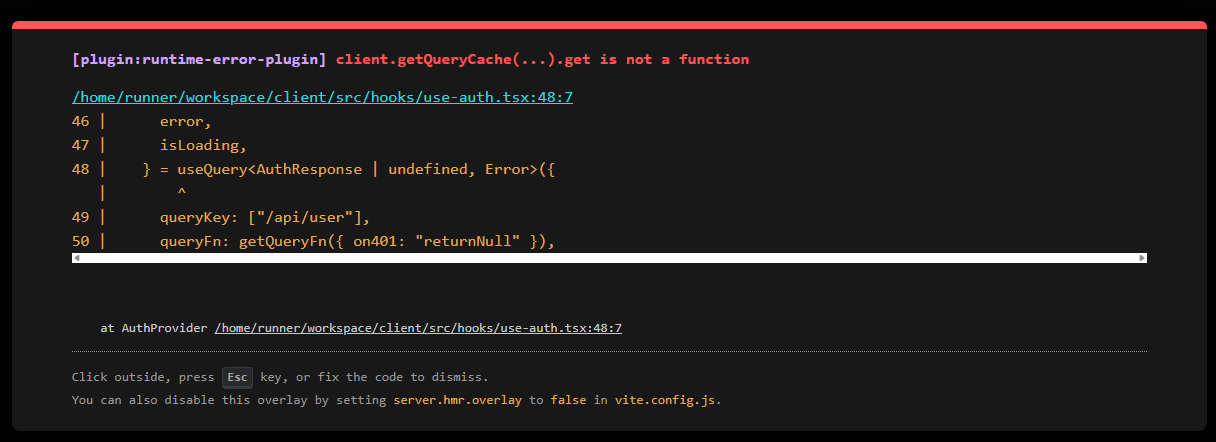 [plugin:runtime-error-plugin] client.getQueryCache(...).get is not a function
/home/runner/workspace/client/src/hooks/use-auth.tsx:48:7
46 |      error,
47 |      isLoading,
48 |    } = useQuery<AuthResponse | undefined, Error>({
   |        ^
49 |      queryKey: ["/api/user"],
50 |      queryFn: getQueryFn({ on401: "returnNull" }),
at AuthProvider /home/runner/workspace/client/src/hooks/use-auth.tsx:48:7
Click outside, press Esc key, or fix the code to dismiss.
You can also disable this overlay by setting server.hmr.overlay to false in vite.config.js.